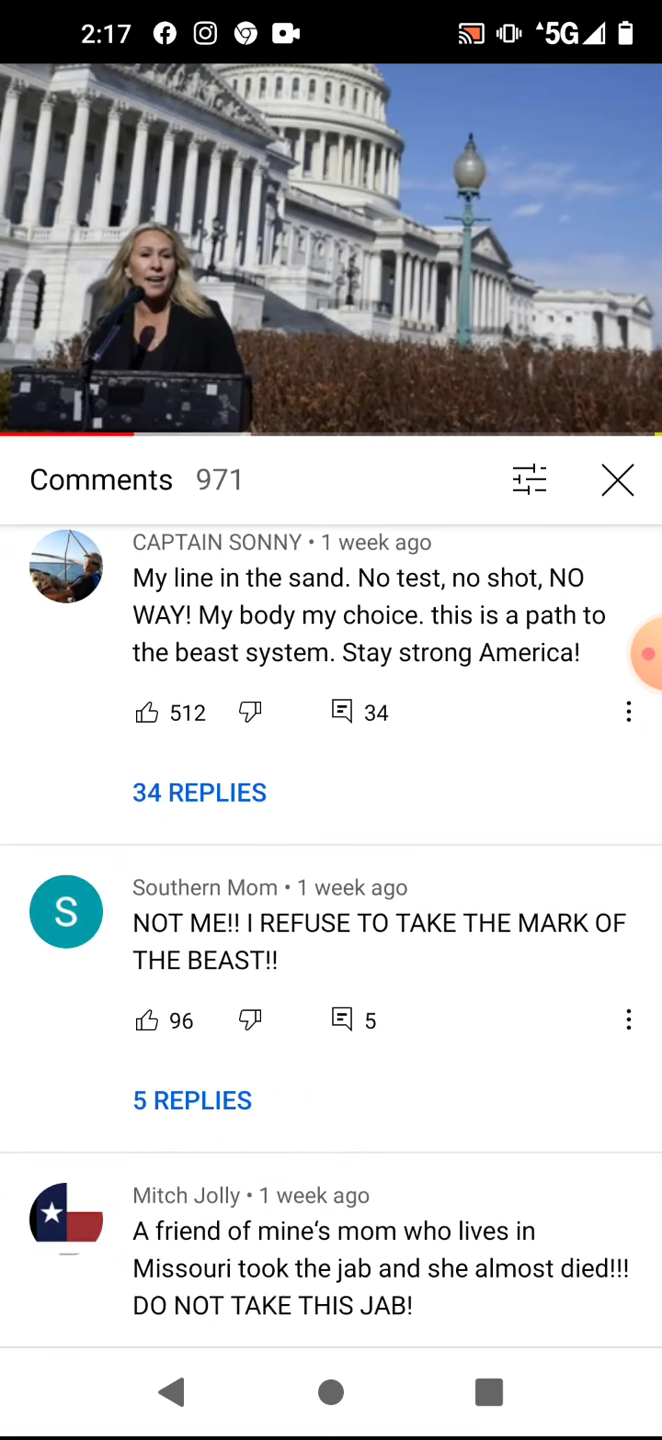 2:17
5G
Comments 971
CAPTAIN SONNY • 1 week ago
My line in the sand. No test, no shot, NO
WAY! My body my choice. this is a path to
the beast system. Stay strong America!
512 34
34 REPLIES
S
Southern Mom • 1 week ago
NOT ME!! I REFUSE TO TAKE THE MARK OF
THE BEAST!!
96 5
5 REPLIES
Mitch Jolly • 1 week ago
A friend of mine‘s mom who lives in
Missouri took the jab and she almost died!!!
DO NOT TAKE THIS JAB!